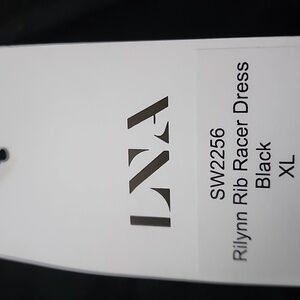 LNA
SW2256
Rilynn Rib Racer Dress
Black
XL